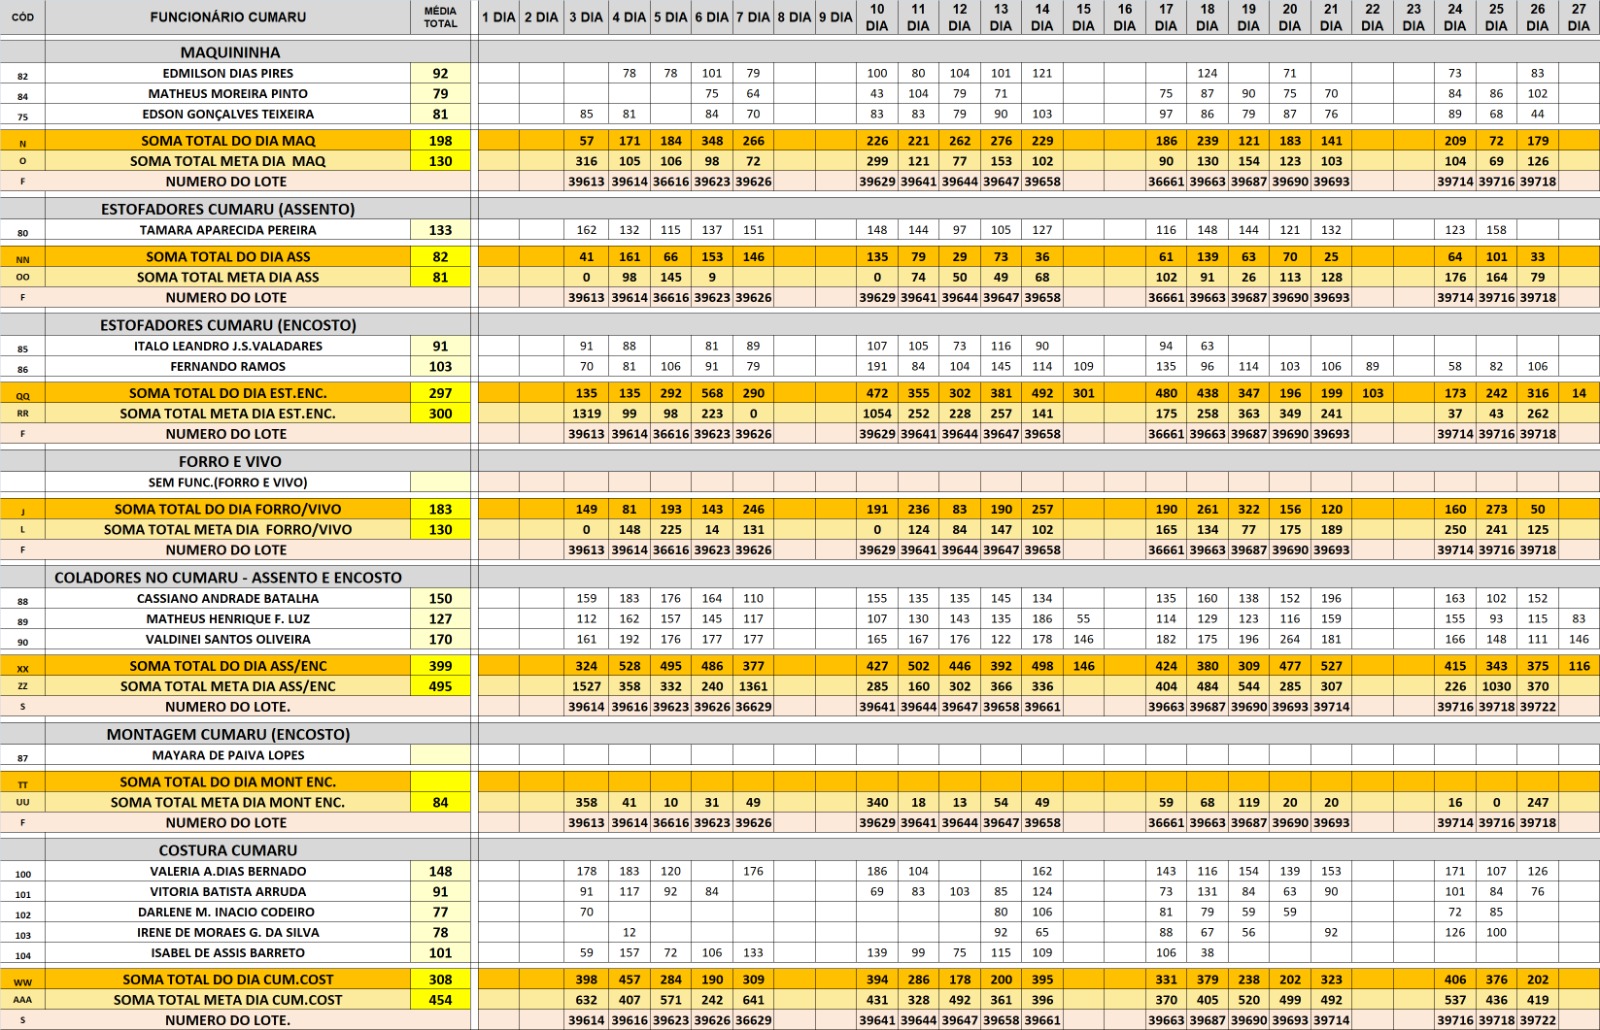 CÓD FUNCIONÁRIO CUMARU MÉDIA TOTAL 1 DIA 2 DIA 3 DIA 4 DIA 5 DIA 6 DIA 7 DIA 8 DIA 9 DIA 10 DIA 11 DIA 12 DIA 13 DIA 14 DIA 15 DIA 16 DIA 17 DIA 18 DIA 19 DIA 20 DIA 21 DIA 22 DIA 23 DIA 24 DIA 25 DIA 26 DIA 27 DIA
MAQUININHA
82 EDMILSON DIAS PIRES 92 78 78 101 79 100 80 104 101 121 124 71 73 83
84 MATHEUS MOREIRA PINTO 79 75 64 43 104 79 71 75 87 90 75 70 84 86 102
75 EDSON GONÇALVES TEIXEIRA 81 85 81 84 70 83 83 79 90 103 97 86 79 87 76 89 68 44
N SOMA TOTAL DO DIA MAQ 198 57 171 184 348 266 226 221 262 276 229 186 239 121 183 141 209 72 179
O SOMA TOTAL META DIA MAQ 130 316 105 106 98 72 299 121 77 153 102 90 130 154 123 103 104 69 126
F NUMERO DO LOTE 39613 39614 36616 39623 39626 39629 39641 39644 39647 39658 36661 39663 39687 39690 39693 39714 39716 39718
ESTOFADORES CUMARU (ASSENTO)
80 TAMARA APARECIDA PEREIRA 133 162 132 115 137 151 148 144 97 105 127 116 148 144 121 132 123 158
NN SOMA TOTAL DO DIA ASS 82 41 161 66 153 146 135 79 29 73 36 61 139 63 70 25 64 101 33
OO SOMA TOTAL META DIA ASS 81 0 98 145 9 0 74 50 49 68 102 91 26 113 128 176 164 79
F NUMERO DO LOTE 39613 39614 36616 39623 39626 39629 39641 39644 39647 39658 36661 39663 39687 39690 39693 39714 39716 39718
ESTOFADORES CUMARU (ENCOSTO)
85 ITALO LEANDRO J.S.VALADARES 91 91 88 81 89 107 105 73 116 90 94 63
86 FERNANDO RAMOS 103 70 81 106 91 79 191 84 104 145 114 109 135 96 114 103 106 89 58 82 106
QQ SOMA TOTAL DO DIA EST.ENC. 297 135 135 292 568 290 472 355 302 381 492 301 480 438 347 196 199 103 173 242 316 14
RR SOMA TOTAL META DIA EST.ENC. 300 1319 99 98 223 0 1054 252 228 257 141 175 258 363 349 241 37 43 262
F NUMERO DO LOTE 39613 39614 36616 39623 39626 39629 39641 39644 39647 39658 36661 39663 39687 39690 39693 39714 39716 39718
FORRO E VIVO
SEM FUNC.(FORRO E VIVO)
J SOMA TOTAL DO DIA FORRO/VIVO 183 149 81 193 143 246 191 236 83 190 257 190 261 322 156 120 160 273 50
L SOMA TOTAL META DIA FORRO/VIVO 130 0 148 225 14 131 0 124 84 147 102 165 134 77 175 189 250 241 125
F NUMERO DO LOTE 39613 39614 36616 39623 39626 39629 39641 39644 39647 39658 36661 39663 39687 39690 39693 39714 39716 39718
COLADORES NO CUMARU - ASSENTO E ENCOSTO
88 CASSIANO ANDRADE BATALHA 150 159 183 176 164 110 155 135 135 145 134 135 160 138 152 196 163 102 152
89 MATHEUS HENRIQUE F. LUZ 127 112 162 157 145 117 107 130 143 135 186 55 114 129 123 116 159 155 93 115 83
90 VALDINEI SANTOS OLIVEIRA 170 161 192 176 177 177 165 167 176 122 178 146 182 175 196 264 181 166 148 111 146
XX SOMA TOTAL DO DIA ASS/ENC 399 324 528 495 486 377 427 502 446 392 498 146 424 380 309 477 527 415 343 375 116
ZZ SOMA TOTAL META DIA ASS/ENC 495 1527 358 332 240 1361 285 160 302 366 336 404 484 544 285 307 226 1030 370
S NUMERO DO LOTE. 39614 39616 39623 39626 36629 39641 39644 39647 39658 39661 39663 39687 39690 39693 39714 39716 39718 39722
MONTAGEM CUMARU (ENCOSTO)
87 MAYARA DE PAIVA LOPES
TT SOMA TOTAL DO DIA MONT ENC.
UU SOMA TOTAL META DIA MONT ENC. 84 358 41 10 31 49 340 18 13 54 49 59 68 119 20 20 16 0 247
F NUMERO DO LOTE 39613 39614 36616 39623 39626 39629 39641 39644 39647 39658 36661 39663 39687 39690 39693 39714 39716 39718
COSTURA CUMARU
100 VALERIA A.DIAS BERNADO 148 178 183 120 176 186 104 162 143 116 154 139 153 171 107 126
101 VITORIA BATISTA ARRUDA 91 91 117 92 84 69 83 103 85 124 73 131 84 63 90 101 84 76
102 DARLENE M. INACIO CODEIRO 77 70 80 106 81 79 59 59 72 85
103 IRENE DE MORAES G. DA SILVA 78 12 92 65 88 67 56 92 126 100
104 ISABEL DE ASSIS BARRETO 101 59 157 72 106 133 139 99 75 115 109 106 38
WW SOMA TOTAL DO DIA CUM.COST 308 398 457 284 190 309 394 286 178 200 395 331 379 238 202 323 406 376 202
AAA SOMA TOTAL META DIA CUM.COST 454 632 407 571 242 641 431 328 492 361 396 370 405 520 499 492 537 436 419
S NUMERO DO LOTE. 39614 39616 39623 39626 36629 39641 39644 39647 39658 39661 39663 39687 39690 39693 39714 39716 39718 39722